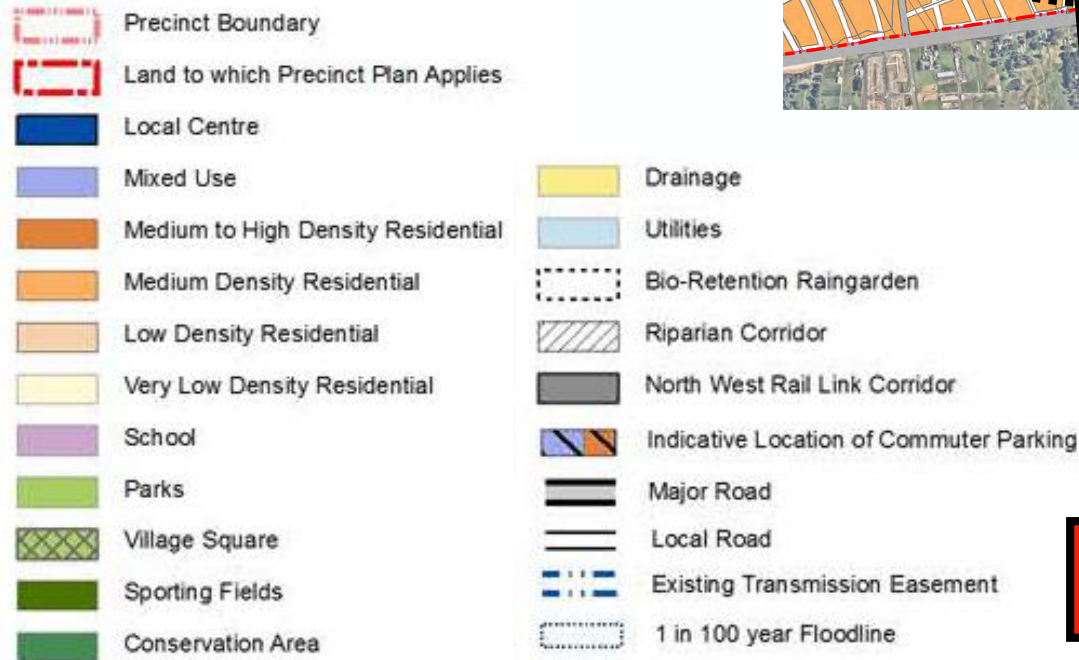 Precinct Boundary
Land to which Precinct Plan Applies
Local Centre
Mixed Use
Medium to High Density Residential
Medium Density Residential
Low Density Residential
Very Low Density Residential
School
Parks
Village Square
Sporting Fields
Conservation Area
Drainage
Utilities
Bio-Retention Raingarden
Riparian Corridor
North West Rail Link Corridor
Indicative Location of Commuter Parking
Major Road
Local Road
Existing Transmission Easement
1 in 100 year Floodline